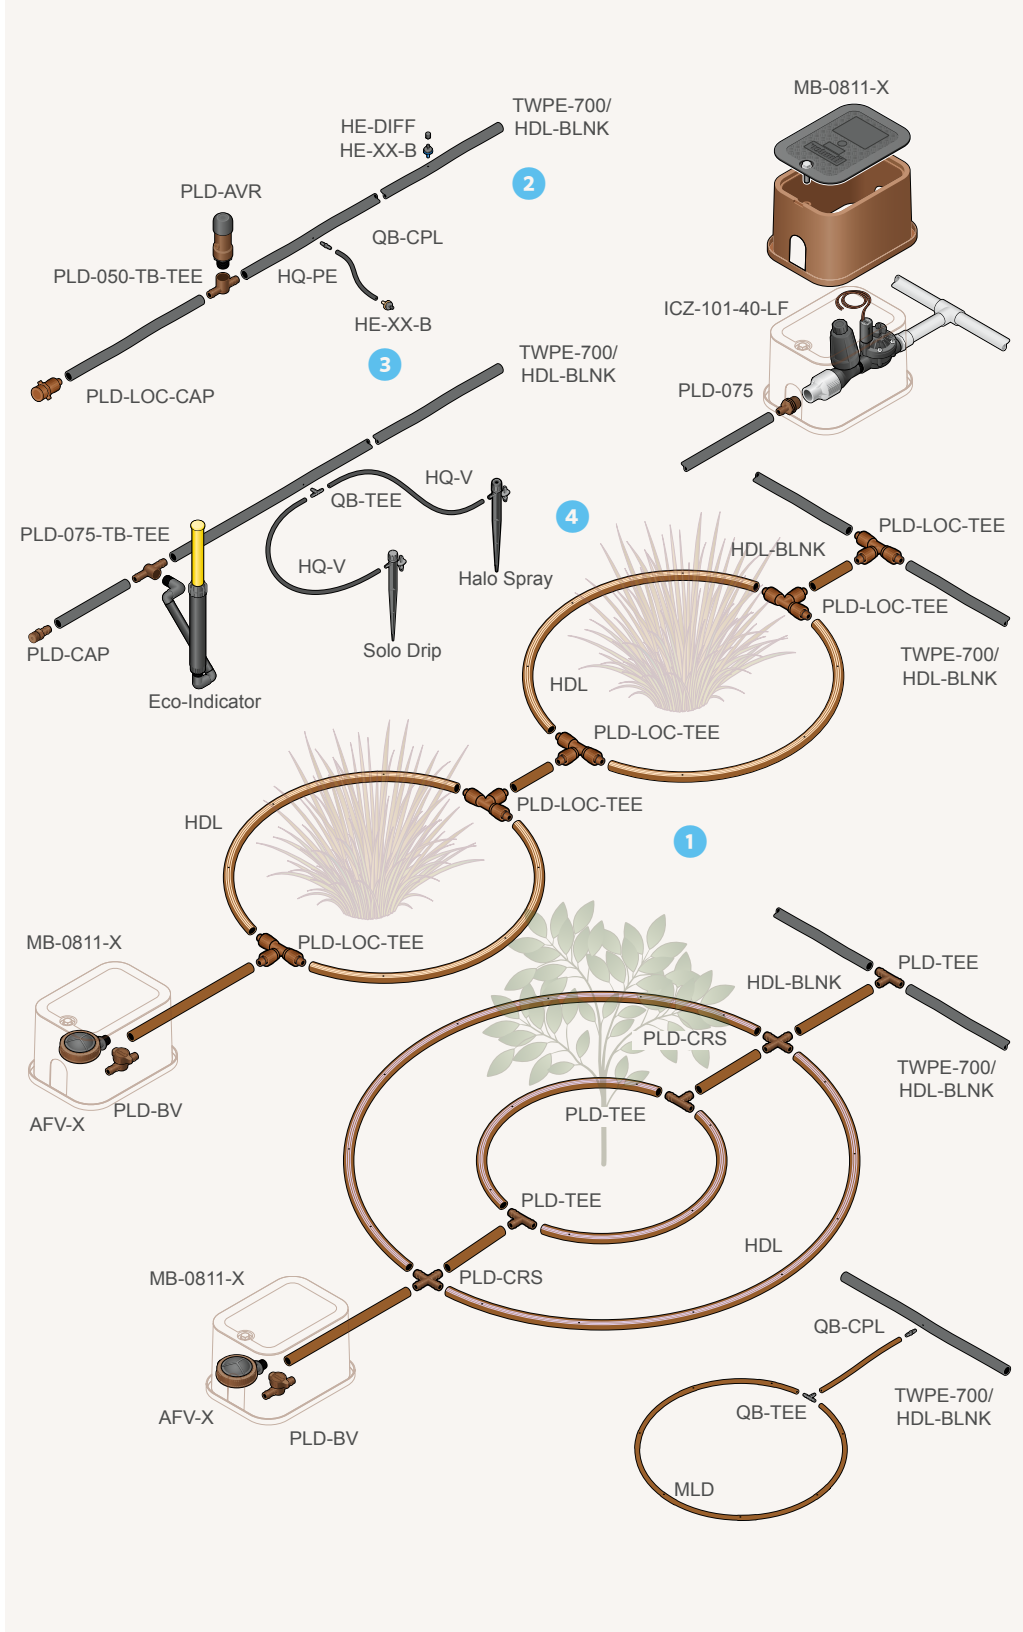 MB-0811-X
TWPE-700/
HDL-BLNK
HE-DIFF
HE-XX-B
2
PLD-AVR
QB-CPL
PLD-050-TB-TEE
HQ-PE
HE-XX-B
ICZ-101-40-LF
PLD-LOC-CAP
3
TWPE-700/
HDL-BLNK
PLD-075
HQ-V
QB-TEE
PLD-075-TB-TEE
HQ-V
Halo Spray
Solo Drip
PLD-CAP
Eco-Indicator
4
PLD-LOC-TEE
HDL-BLNK
PLD-LOC-TEE
TWPE-700/
HDL-BLNK
HDL
PLD-LOC-TEE
PLD-LOC-TEE
HDL
1
PLD-LOC-TEE
MB-0811-X
PLD-BV
AFV-X
PLD-TEE
HDL-BLNK
PLD-CRS
TWPE-700/
HDL-BLNK
PLD-TEE
PLD-TEE
HDL
PLD-CRS
MB-0811-X
AFV-X
PLD-BV
QB-CPL
TWPE-700/
HDL-BLNK
QB-TEE
MLD